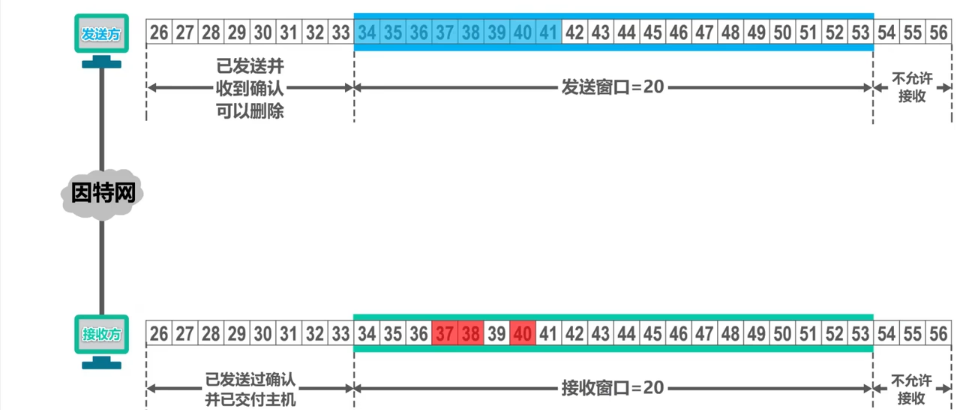 发送方
26 27 28 29 30 31 32 33 34 35 36 37 38 39 40 41 42 43 44 45 46 47 48 49 50 51 52 53 54 55 56
已发送并
收到确认
可以删除
发送窗口=20
不允许
接收
因特网
接收方
26 27 28 29 30 31 32 33 34 35 36 37 38 39 40 41 42 43 44 45 46 47 48 49 50 51 52 53 54 55 56
已发送过确认
并已交付主机
接收窗口=20
不允许
接收